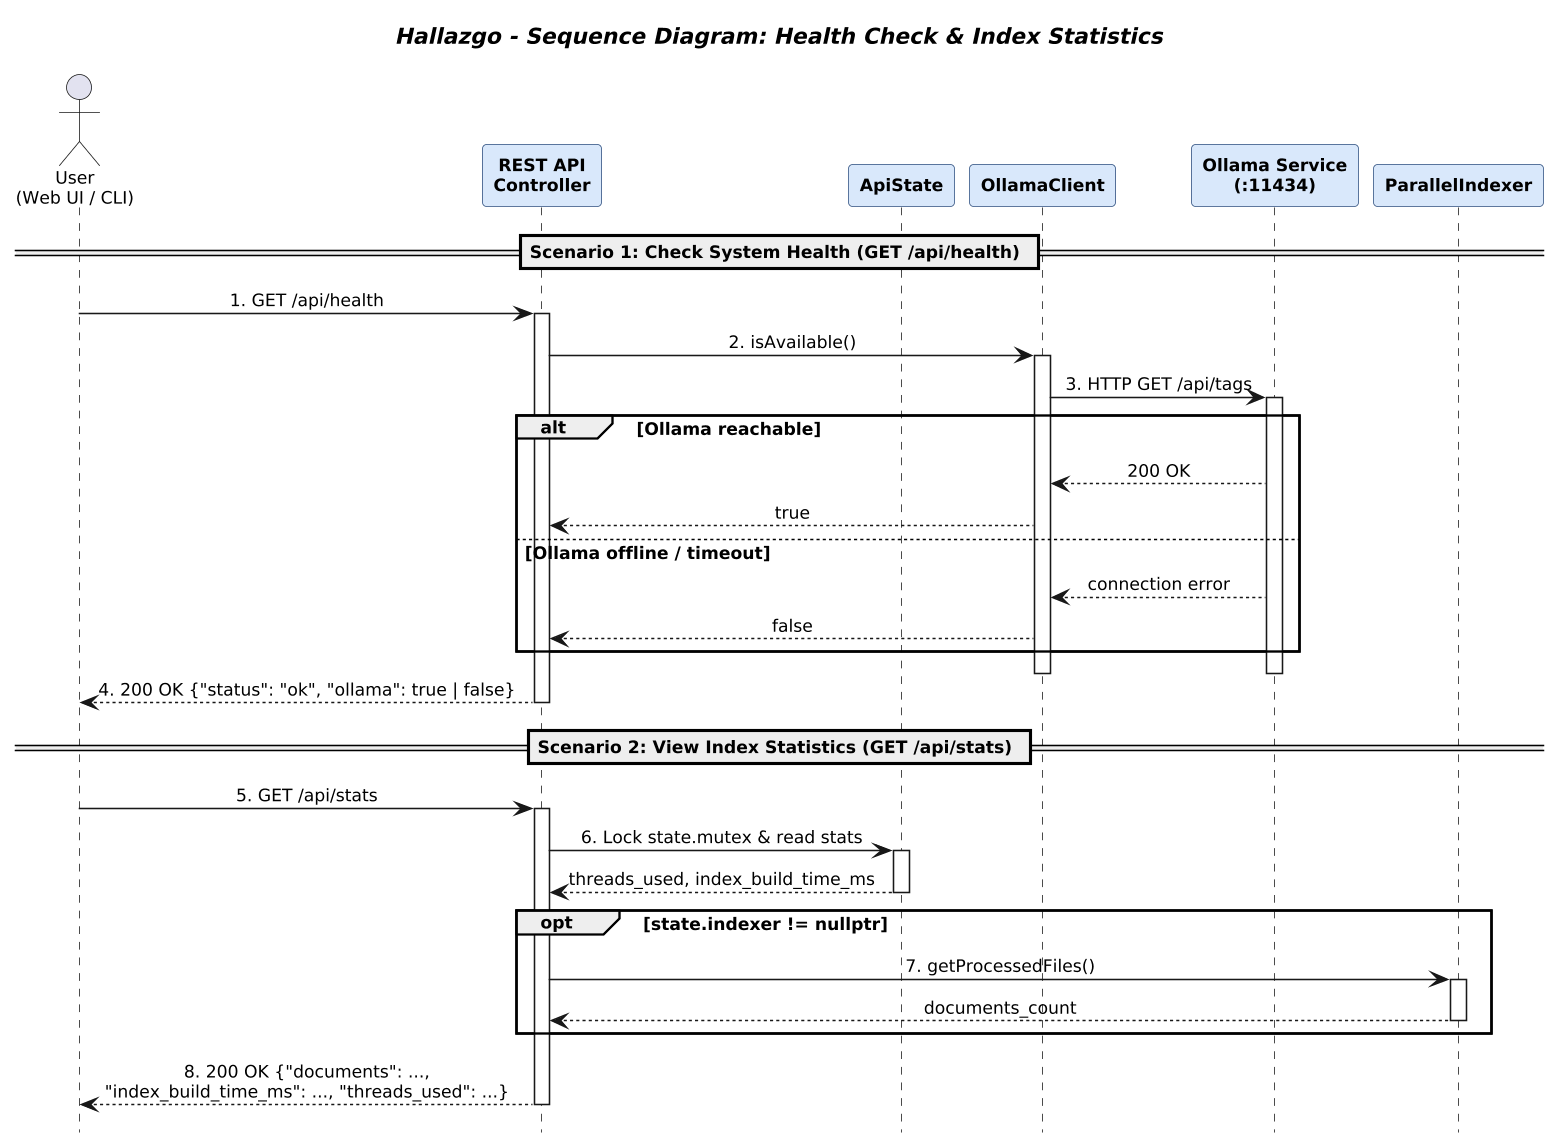 Hallazgo - Sequence Diagram: Health Check & Index Statistics
User
(Web UI / CLI)
REST API
Controller
ApiState
OllamaClient
Ollama Service
(:11434)
ParallelIndexer
Scenario 1: Check System Health (GET /api/health)
1. GET /api/health
2. isAvailable()
3. HTTP GET /api/tags
alt
[Ollama reachable]
200 OK
true
[Ollama offline / timeout]
connection error
false
4. 200 OK {"status": "ok", "ollama": true | false}
Scenario 2: View Index Statistics (GET /api/stats)
5. GET /api/stats
6. Lock state.mutex & read stats
threads_used, index_build_time_ms
opt
[state.indexer != nullptr]
7. getProcessedFiles()
documents_count
8. 200 OK {"documents": ...,
"index_build_time_ms": ..., "threads_used": ...}